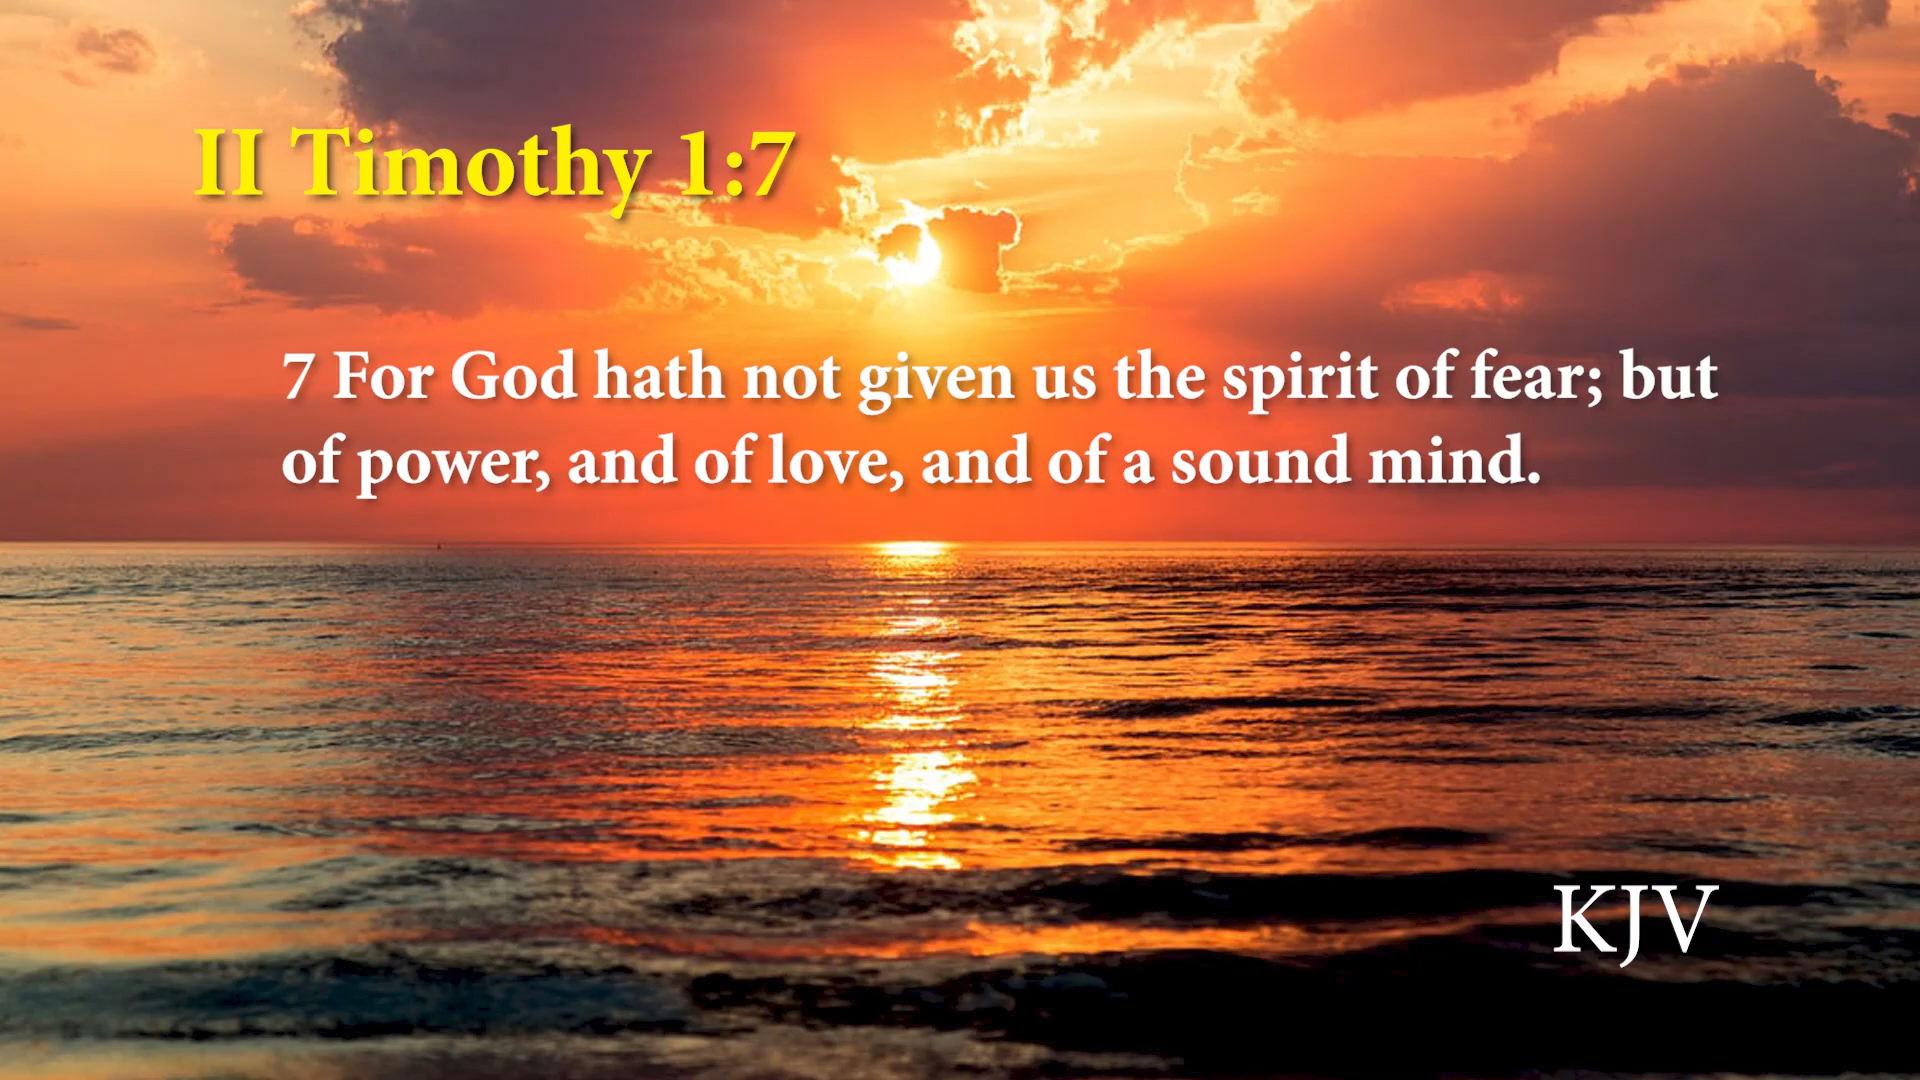 II Timothy 1:7
7 For God hath not given us the spirit of fear; but
of power, and of love, and of a sound mind.
KJV